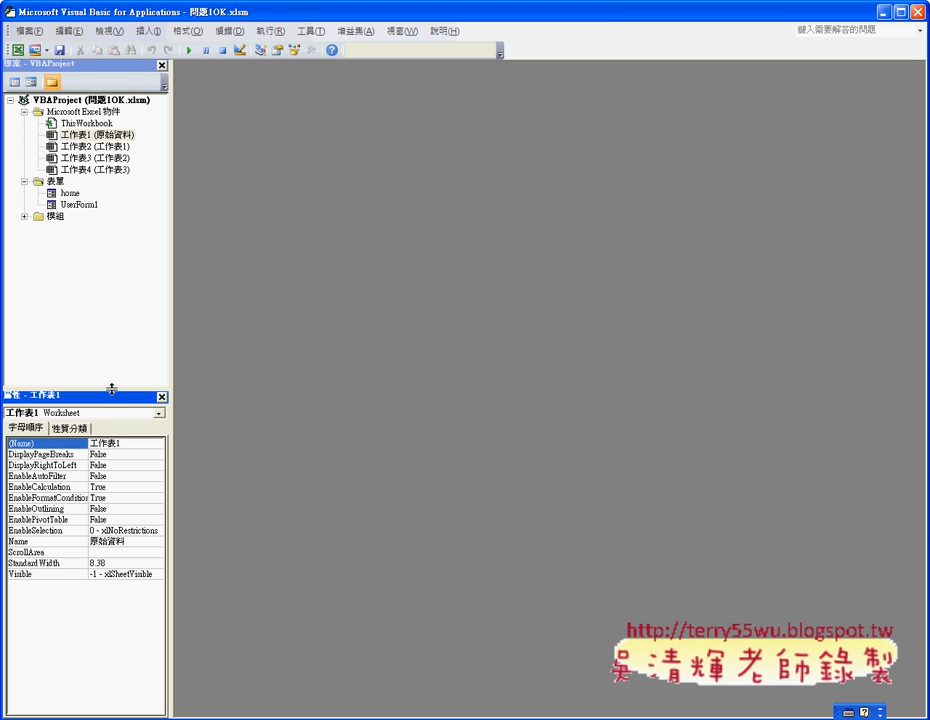 Microsoft Visual Basic for Applications - 問題1OK.xlsm
檔案(F) 編輯(E) 檢視(V) 插入(I) 格式(O) 偵錯(D) 執行(R) 工具(T) 增益集(A) 視窗(W) 說明(H) 鍵入需要解答的問題
專案 - VBAProject
VBAProject (問題1OK.xlsm)
Microsoft Excel 物件
ThisWorkbook
工作表1 (原始資料)
工作表2 (工作表1)
工作表3 (工作表2)
工作表4 (工作表3)
表單
home
UserForm1
模組
性 - 工作表1
工作表1 Worksheet
字母順序 性質分類
(Name) 工作表1
DisplayPageBreaks False
DisplayRightToLeft False
EnableAutoFilter False
EnableCalculation True
EnableFormatCondition True
EnableOutlining False
EnablePivotTable False
EnableSelection 0 - xlNoRestrictions
Name 原始資料
ScrollArea
StandardWidth 8.38
Visible -1 - xlSheetVisible
http://terry55wu.blogspot.tw
吳清輝老師錄製